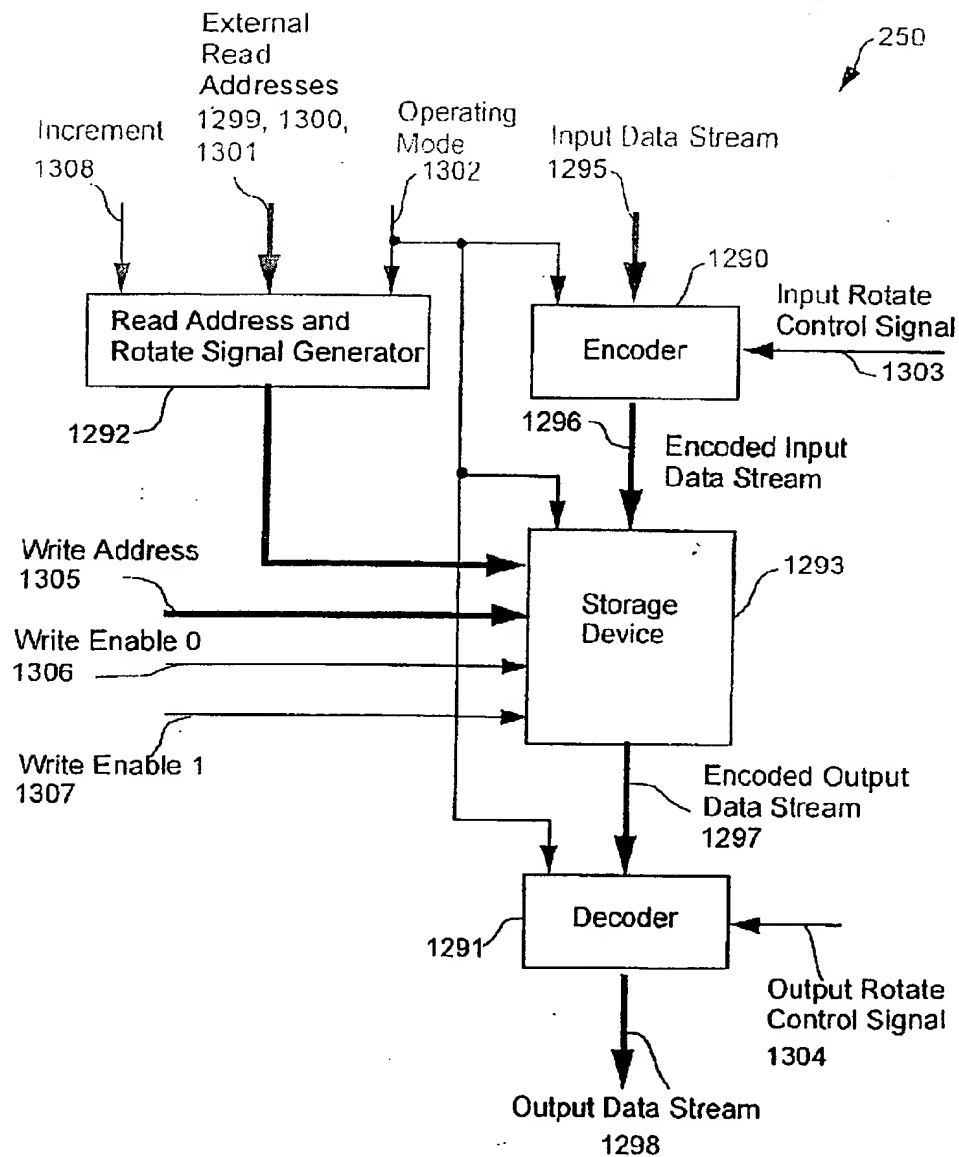 External
Read
Addresses
1299, 1300,
1301
250
Increment
1308
Operating
Mode
1302
Input Data Stream
1295
1290
Read Address and
Rotate Signal Generator
Encoder
Input Rotate
Control Signal
1303
1292
1296
Encoded Input
Data Stream
Write Address
1305
1293
Storage
Device
Write Enable 0
1306
Write Enable 1
1307
Encoded Output
Data Stream
1297
Decoder
1291
Output Rotate
Control Signal
1304
Output Data Stream
1298